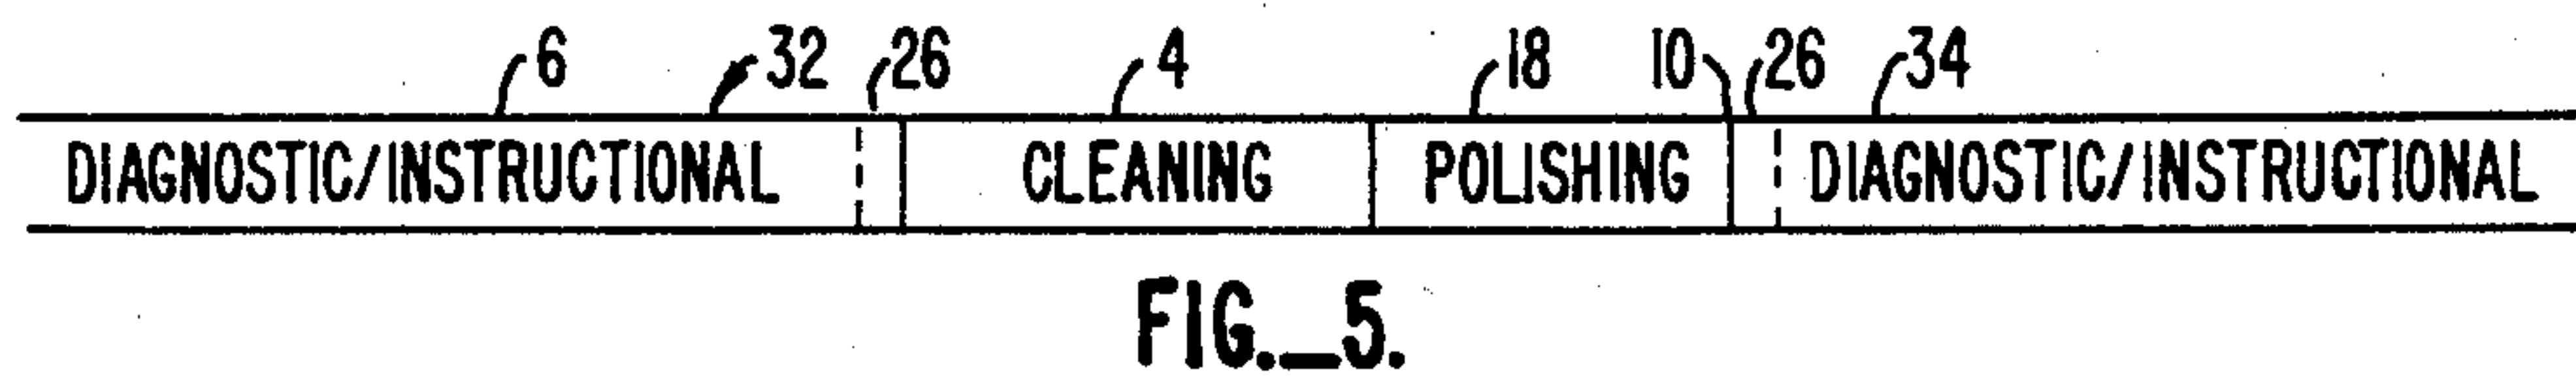 6 32 26 4 18 10 26 34
DIAGNOSTIC/INSTRUCTIONAL CLEANING POLISHING DIAGNOSTIC/INSTRUCTIONAL
FIG._5.